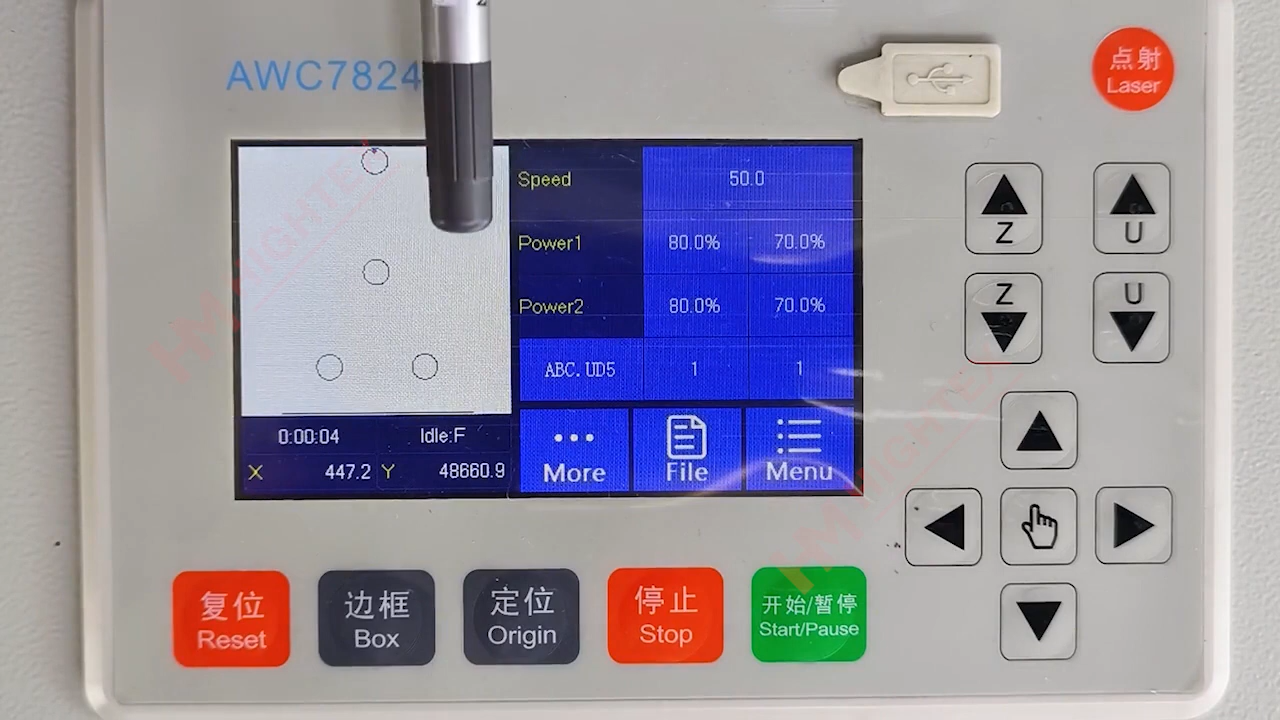 AWC7824
点射
Laser
Speed 50.0
Power1 80.0% 70.0%
Power2 80.0% 70.0%
ABC.UD5 1 1
0:00:04 Idle:F
X 447.2 Y 48660.9
More File Menu
Z U
Z U
复位
Reset
边框
Box
定位
Origin
停止
Stop
开始/暂停
Start/Pause